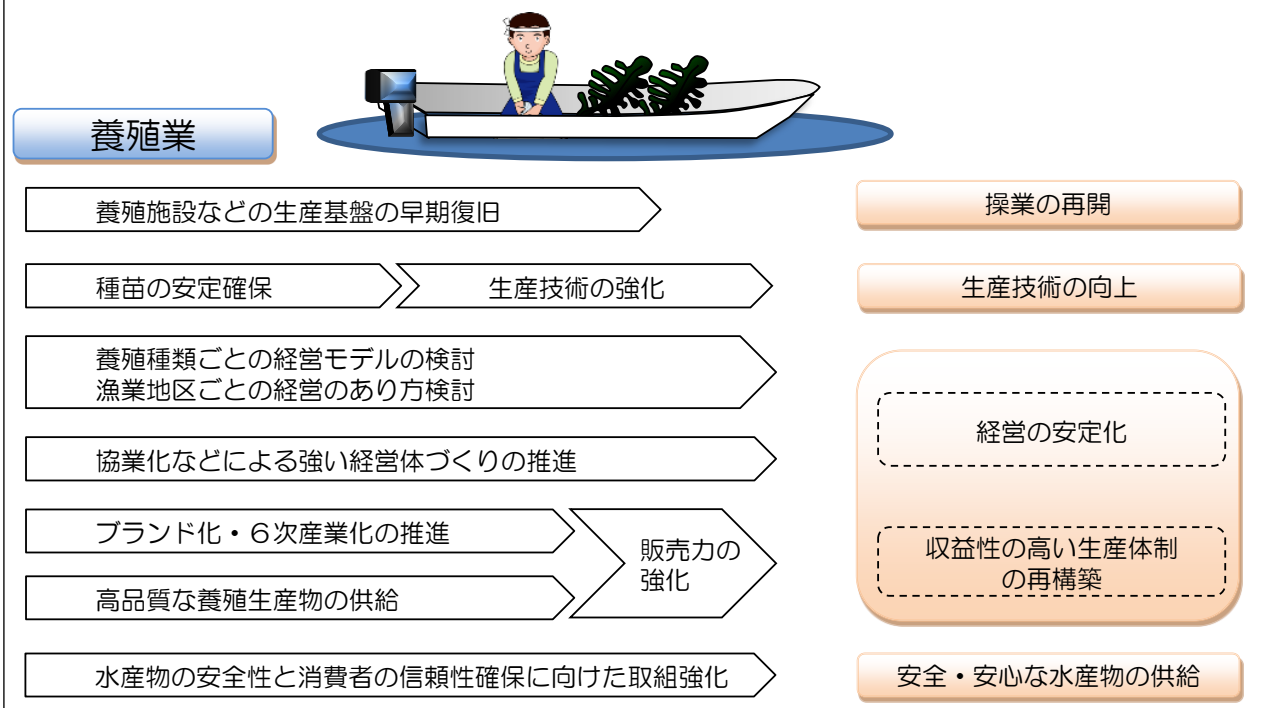 養殖業
養殖施設などの生産基盤の早期復旧
操業の再開
種苗の安定確保
生産技術の強化
生産技術の向上
養殖種類ごとの経営モデルの検討
漁業地区ごとの経営のあり方検討
経営の安定化
協業化などによる強い経営体づくりの推進
ブランド化・６次産業化の推進
高品質な養殖生産物の供給
販売力の
強化
収益性の高い生産体制
の再構築
水産物の安全性と消費者の信頼性確保に向けた取組強化
安全・安心な水産物の供給